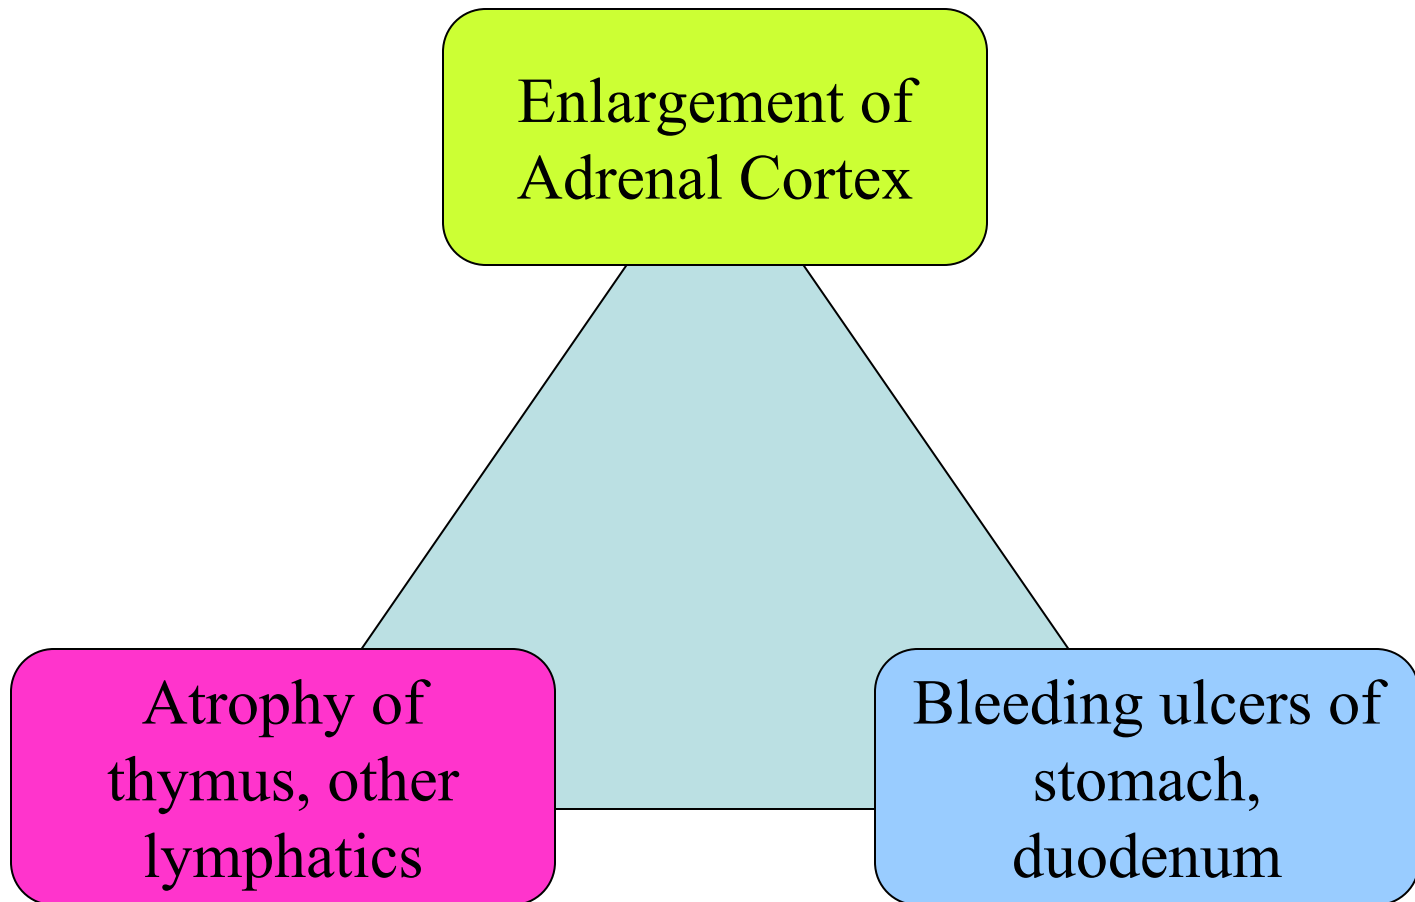 Enlargement of
Adrenal Cortex
Atrophy of
thymus, other
lymphatics
Bleeding ulcers of
stomach,
duodenum